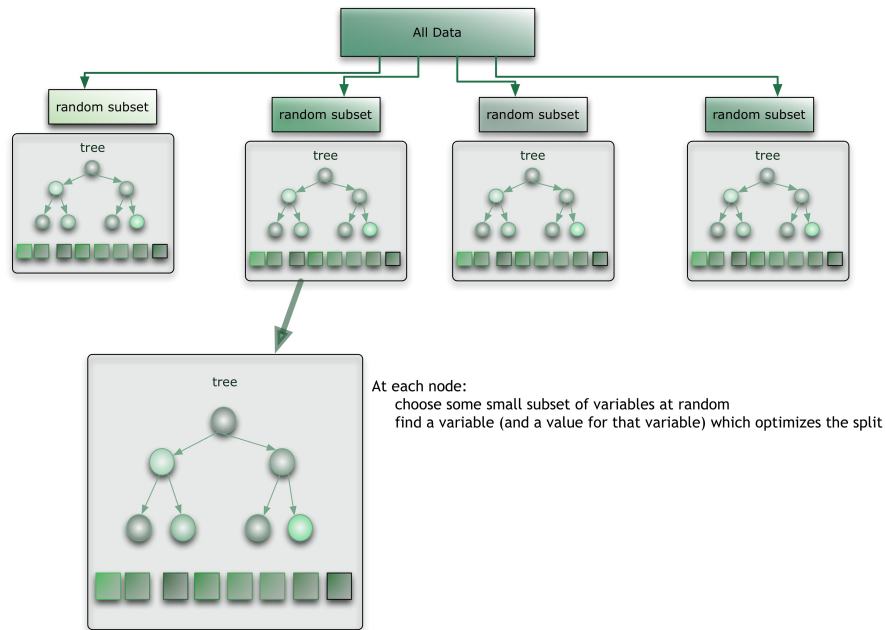 All Data
random subset
random subset
random subset
random subset
tree
tree
tree
tree
tree
At each node:
choose some small subset of variables at random
find a variable (and a value for that variable) which optimizes the split